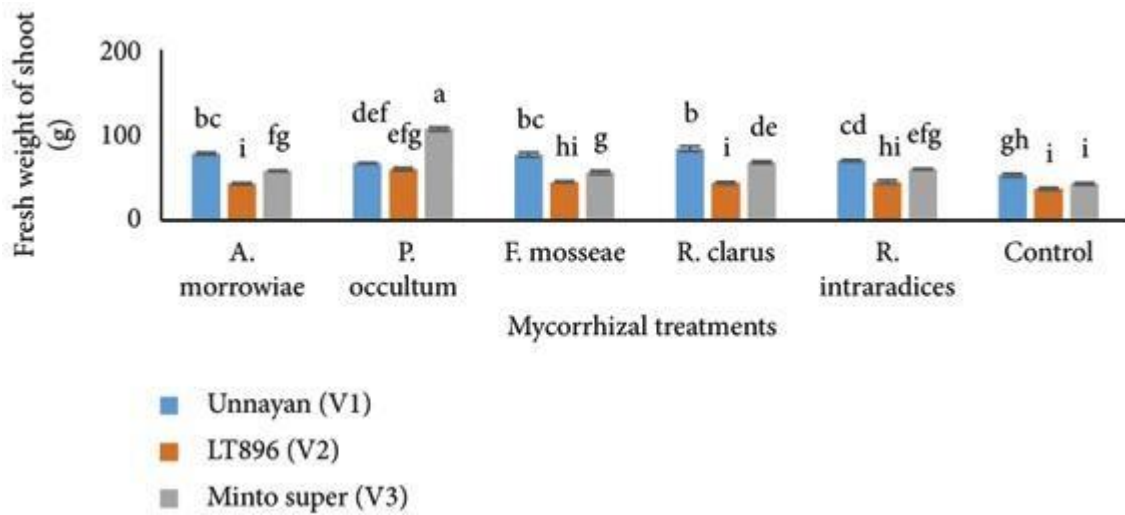 Fresh weight of shoot
(g)
200
100
0
bc
i
fg
def
efg
a
bc
hi
g
b
i
de
cd
hi
efg
gh
i
i
A.
morrowiae
P.
occultum
F. mosseae
R. clarus
R.
intraradices
Control
Mycorrhizal treatments
Unnayan (V1)
LT896 (V2)
Minto super (V3)